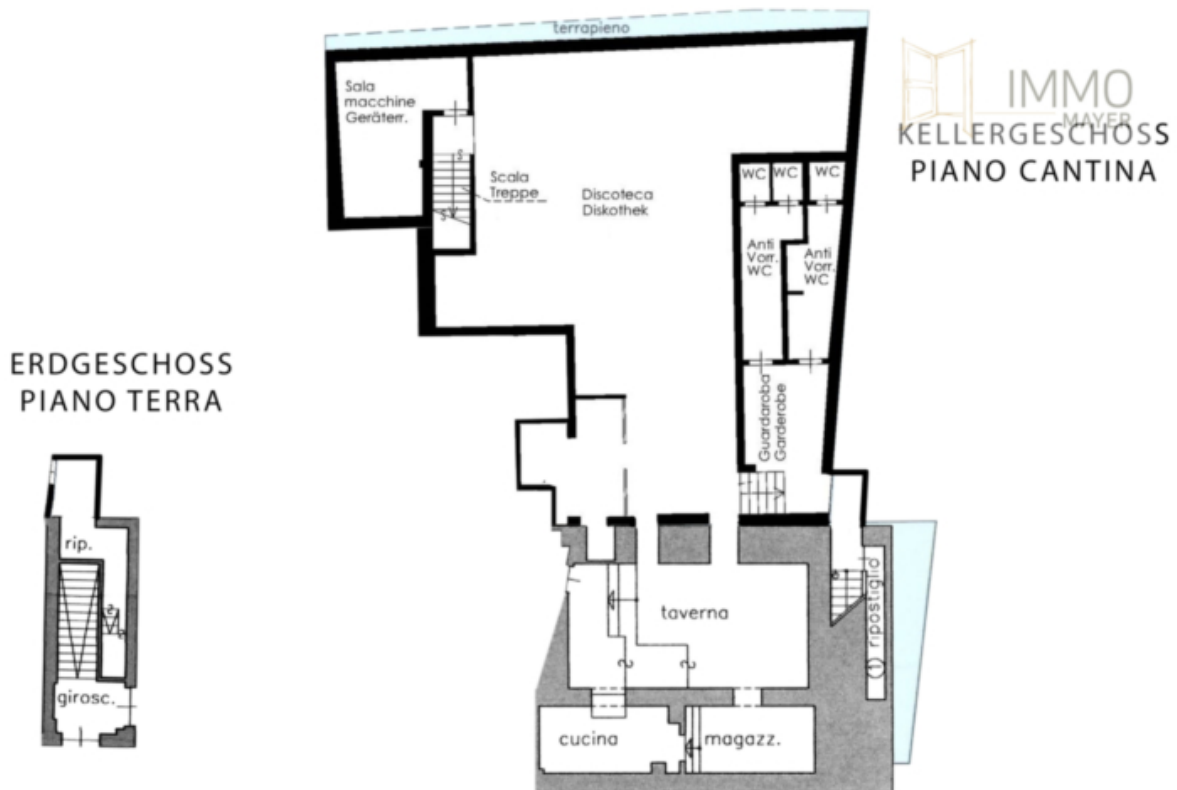 terrapieno
IMMO
MAYER
KELLERGESCHOSS
PIANO CANTINA
Sala
macchine
Geräterr.
S
Scala
Treppe
S
Discoteca
Diskothek
WC
WC
WC
Anti
Vorr.
WC
Anti
Vorr.
WC
Guardaroba
Garderobe
ERDGESCHOSS
PIANO TERRA
rip.
girosc.
taverna
(1) ripostiglio
cucina
magazz.